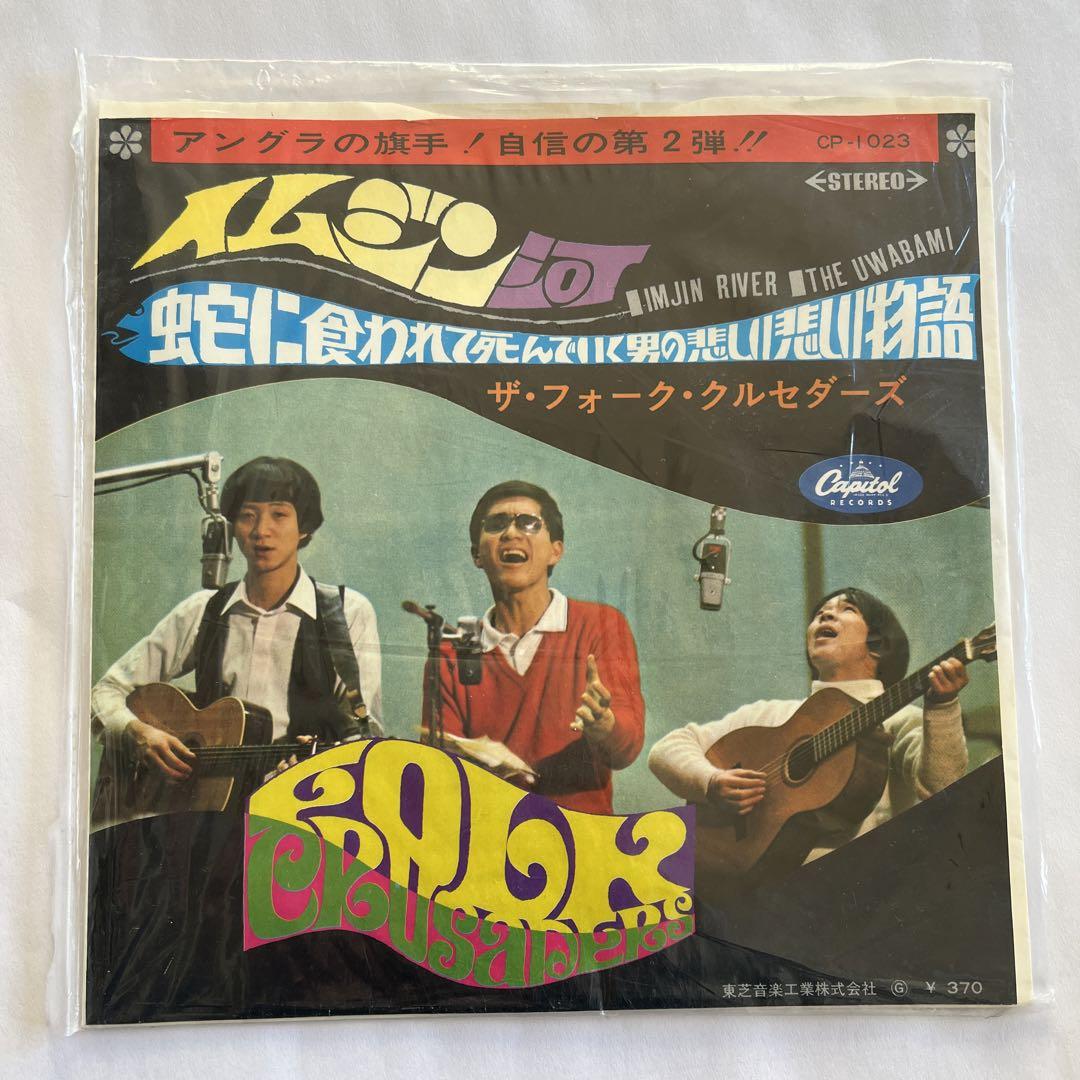 アングラの旗手!自信の第2弾!!
CP-1023
←STEREO→
イムジン河
■IMJIN RIVER ■THE UWABAMI
蛇に食われて死んでいく男の悲しい悲しい物語
ザ・フォーク・クルセダーズ
Capitol
RECORDS
FOLK
CRUSADERS
東芝音楽工業株式会社 Ⓖ ¥ 370